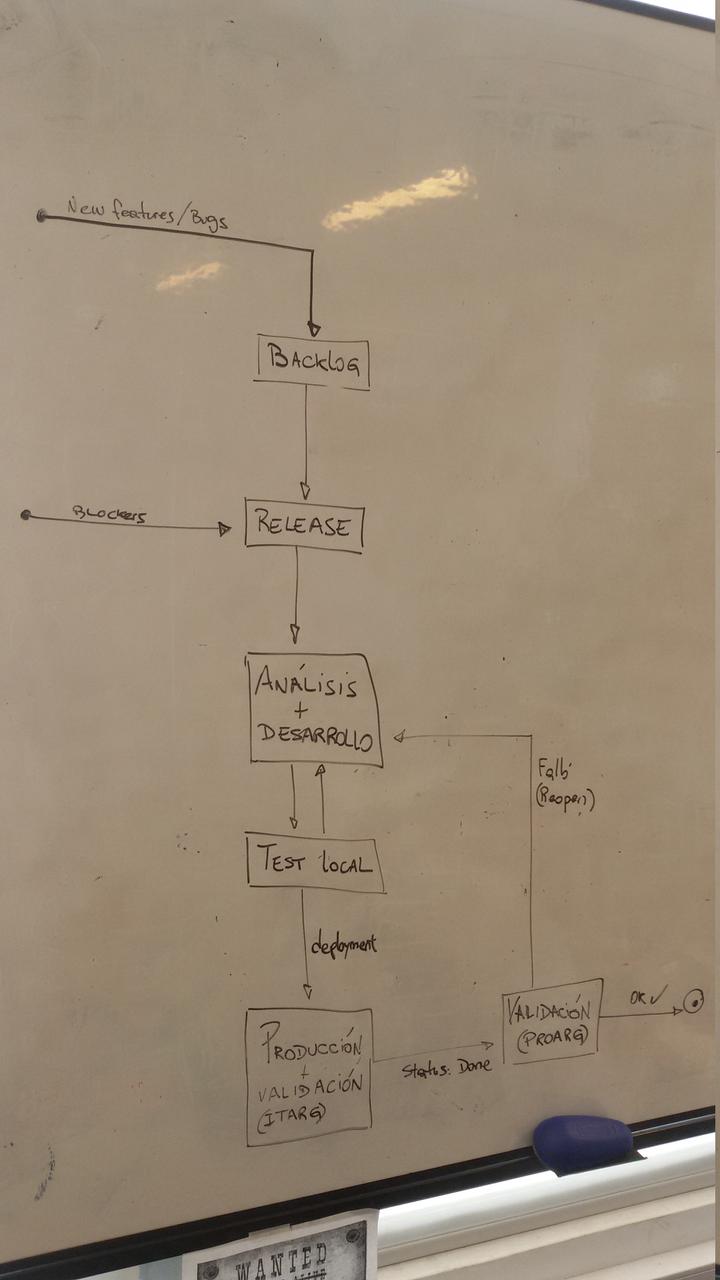 New features/Bugs
BACKLOG
BLOCKERS
RELEASE
ANÁLISIS
+
DESARROLLO
Falló
(Reopen)
TEST LOCAL
deployment
PRODUCCIÓN
+
VALIDACIÓN
(ITARG)
Status: Done
VALIDACIÓN
(PROARG)
OK ✓
WANTED